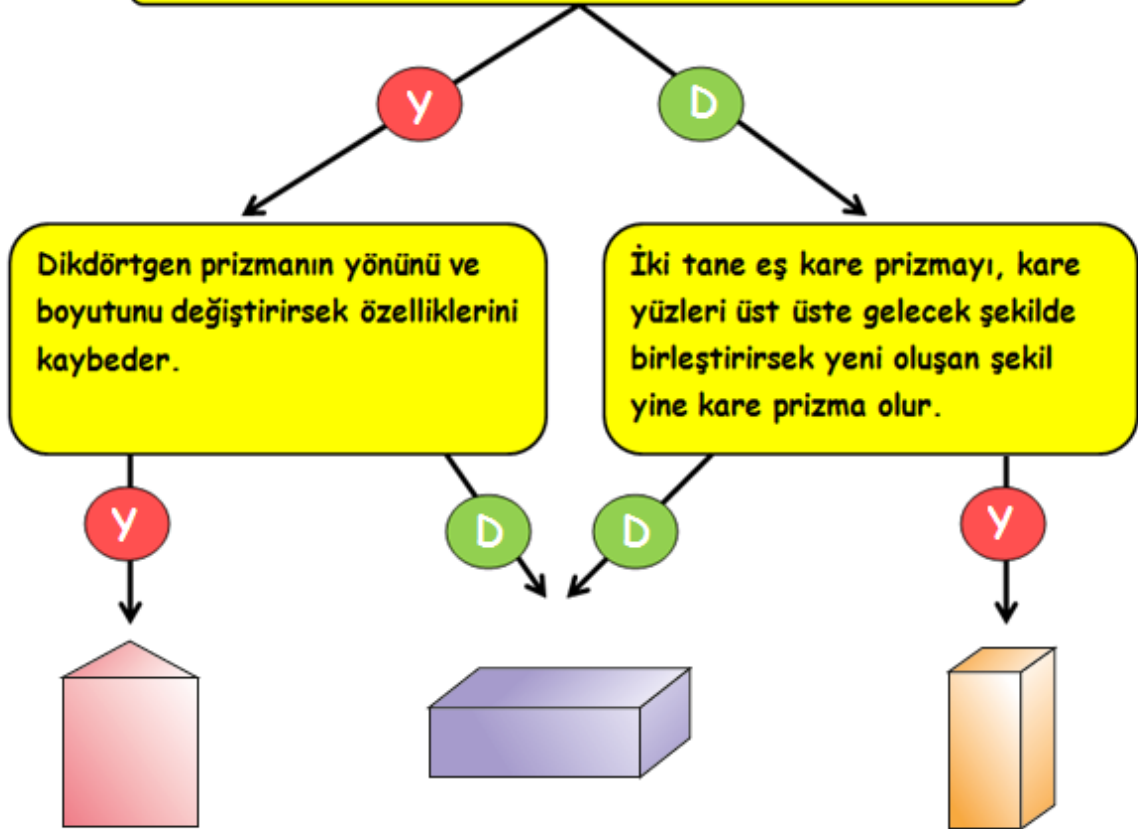 Y
D
Dikdörtgen prizmanın yönünü ve
boyutunu değiştirirsek özelliklerini
kaybeder.
İki tane eş kare prizmayı, kare
yüzleri üst üste gelecek şekilde
birleştirirsek yeni oluşan şekil
yine kare prizma olur.
Y
D
D
Y